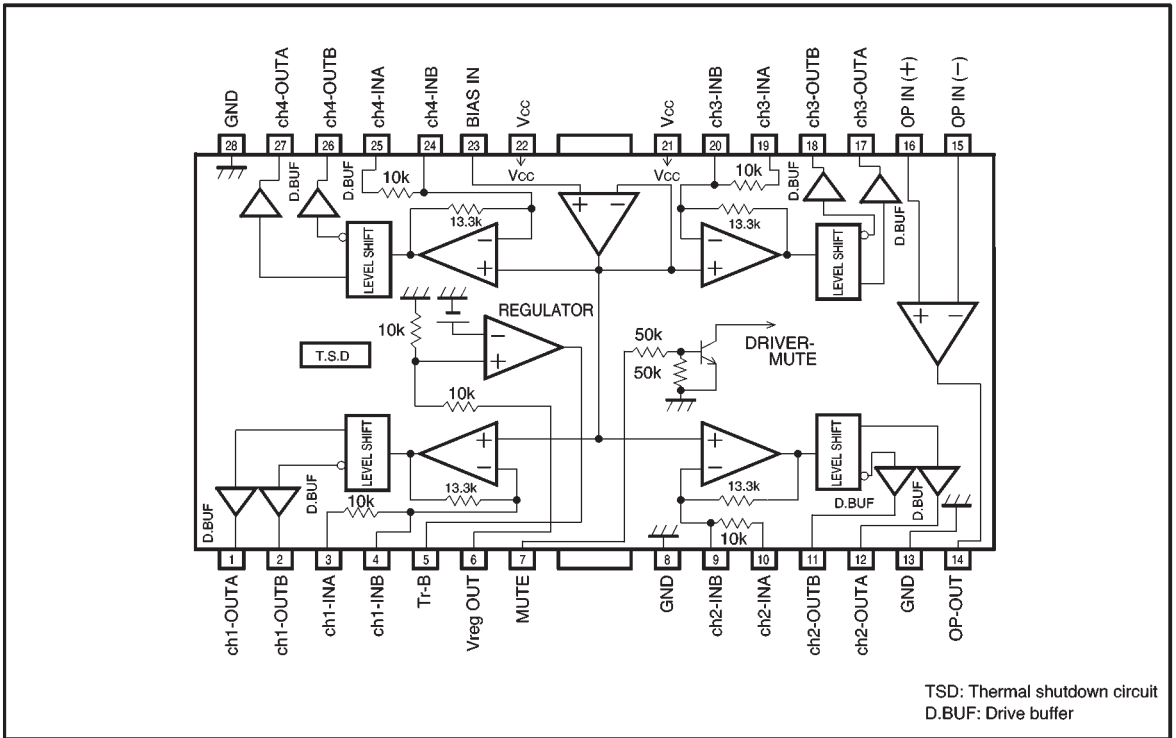 GND
ch4-OUTA
ch4-OUTB
ch4-INA
ch4-INB
BIAS IN
Vcc
Vcc
ch3-INB
ch3-INA
ch3-OUTB
ch3-OUTA
OP IN (+)
OP IN (−)
28
27
26
25
24
23
22
21
20
19
18
17
16
15
Vcc
Vcc
D.BUF
D.BUF
10k
13.3k
LEVEL SHIFT
−
+
+
−
10k
13.3k
−
+
LEVEL SHIFT
D.BUF
D.BUF
+
−
REGULATOR
10k
−
+
10k
T.S.D
50k
50k
DRIVER-
MUTE
LEVEL SHIFT
+
−
13.3k
10k
D.BUF
D.BUF
+
−
13.3k
10k
LEVEL SHIFT
D.BUF
D.BUF
1
2
3
4
5
6
7
8
9
10
11
12
13
14
ch1-OUTA
ch1-OUTB
ch1-INA
ch1-INB
Tr-B
Vreg OUT
MUTE
GND
ch2-INB
ch2-INA
ch2-OUTB
ch2-OUTA
GND
OP-OUT
TSD: Thermal shutdown circuit
D.BUF: Drive buffer